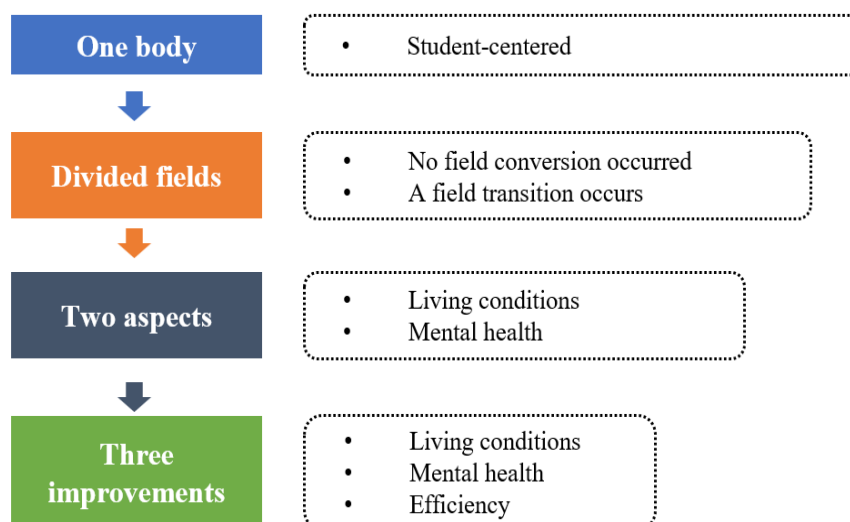 One body
• Student-centered
Divided fields
• No field conversion occurred
• A field transition occurs
Two aspects
• Living conditions
• Mental health
Three
improvements
• Living conditions
• Mental health
• Efficiency